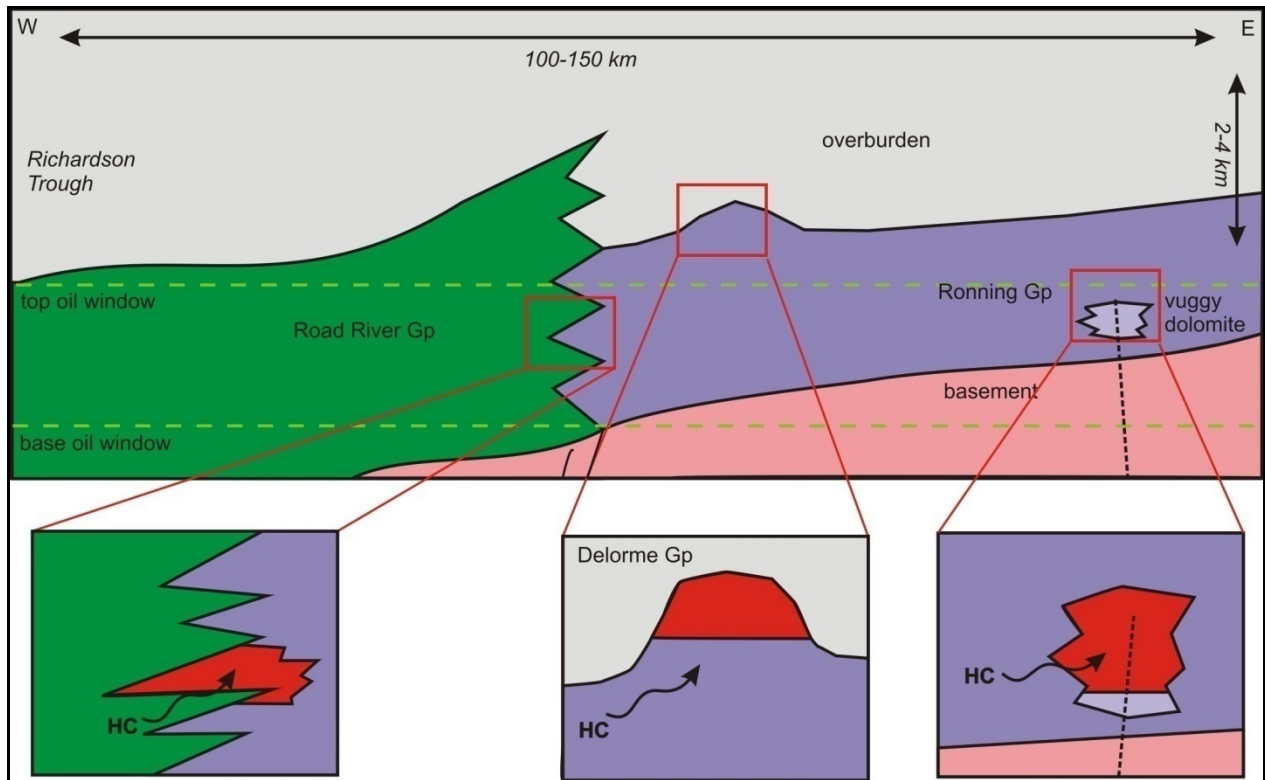 W
E
100-150 km
2-4 km
Richardson
Trough
overburden
top oil window
Road River Gp
Ronning Gp
vuggy
dolomite
basement
base oil window
HC
Delorme Gp
HC
HC